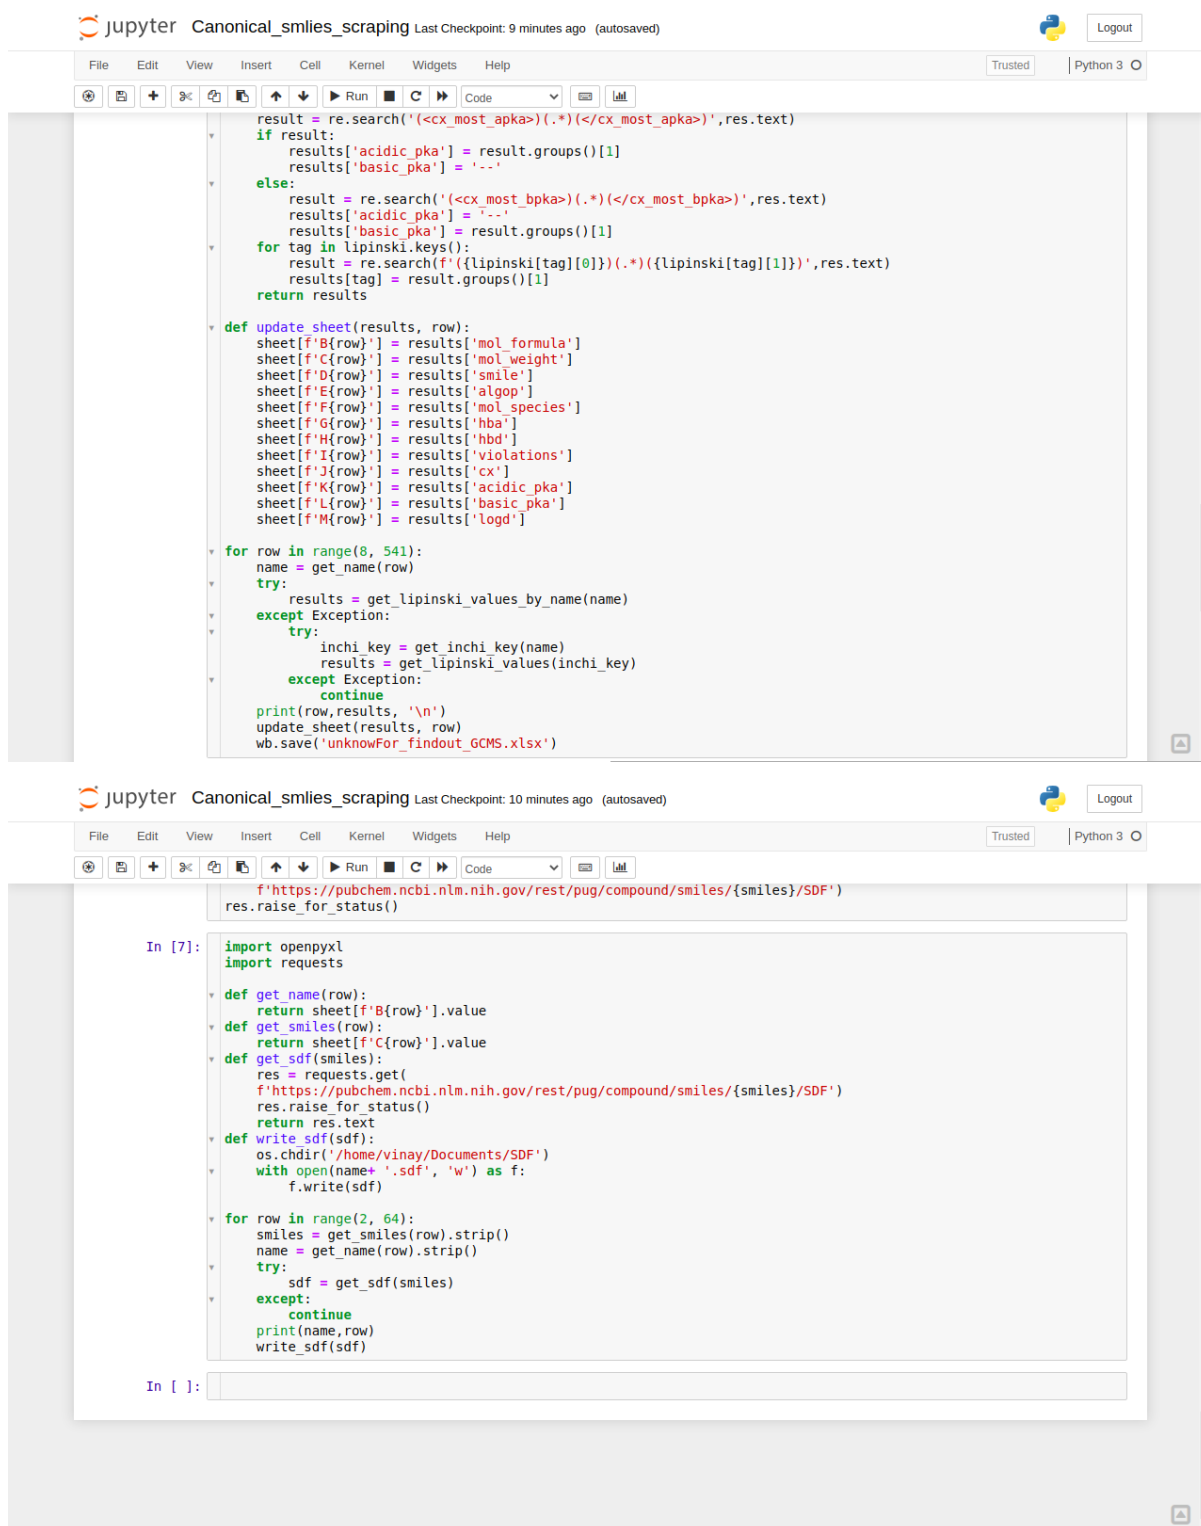 jupyter Canonical_smlies_scraping Last Checkpoint: 9 minutes ago (autosaved)
Logout
File Edit View Insert Cell Kernel Widgets Help
Trusted
Python 3
Run
Code
result = re.search('(<cx_most_apka>)(.*)(</cx_most_apka>)',res.text)
if result:
results['acidic_pka'] = result.groups()[1]
results['basic_pka'] = '--'
else:
result = re.search('(<cx_most_bpka>)(.*)(</cx_most_bpka>)',res.text)
results['acidic_pka'] = '--'
results['basic_pka'] = result.groups()[1]
for tag in lipinski.keys():
result = re.search(f'({lipinski[tag][0]})(.*)({lipinski[tag][1]})',res.text)
results[tag] = result.groups()[1]
return results
def update_sheet(results, row):
sheet[f'B{row}'] = results['mol_formula']
sheet[f'C{row}'] = results['mol_weight']
sheet[f'D{row}'] = results['smile']
sheet[f'E{row}'] = results['algop']
sheet[f'F{row}'] = results['mol_species']
sheet[f'G{row}'] = results['hba']
sheet[f'H{row}'] = results['hbd']
sheet[f'I{row}'] = results['violations']
sheet[f'J{row}'] = results['cx']
sheet[f'K{row}'] = results['acidic_pka']
sheet[f'L{row}'] = results['basic_pka']
sheet[f'M{row}'] = results['logd']
for row in range(8, 541):
name = get_name(row)
try:
results = get_lipinski_values_by_name(name)
except Exception:
try:
inchi_key = get_inchi_key(name)
results = get_lipinski_values(inchi_key)
except Exception:
continue
print(row,results, '\n')
update_sheet(results, row)
wb.save('unknowFor_findout_GCMS.xlsx')
jupyter Canonical_smlies_scraping Last Checkpoint: 10 minutes ago (autosaved)
Logout
File Edit View Insert Cell Kernel Widgets Help
Trusted
Python 3
Run
Code
f'https://pubchem.ncbi.nlm.nih.gov/rest/pug/compound/smiles/{smiles}/SDF')
res.raise_for_status()
In [7]:
import openpyxl
import requests
def get_name(row):
return sheet[f'B{row}'].value
def get_smiles(row):
return sheet[f'C{row}'].value
def get_sdf(smiles):
res = requests.get(
f'https://pubchem.ncbi.nlm.nih.gov/rest/pug/compound/smiles/{smiles}/SDF')
res.raise_for_status()
return res.text
def write_sdf(sdf):
os.chdir('/home/vinay/Documents/SDF')
with open(name+ '.sdf', 'w') as f:
f.write(sdf)
for row in range(2, 64):
smiles = get_smiles(row).strip()
name = get_name(row).strip()
try:
sdf = get_sdf(smiles)
except:
continue
print(name,row)
write_sdf(sdf)
In [ ]: